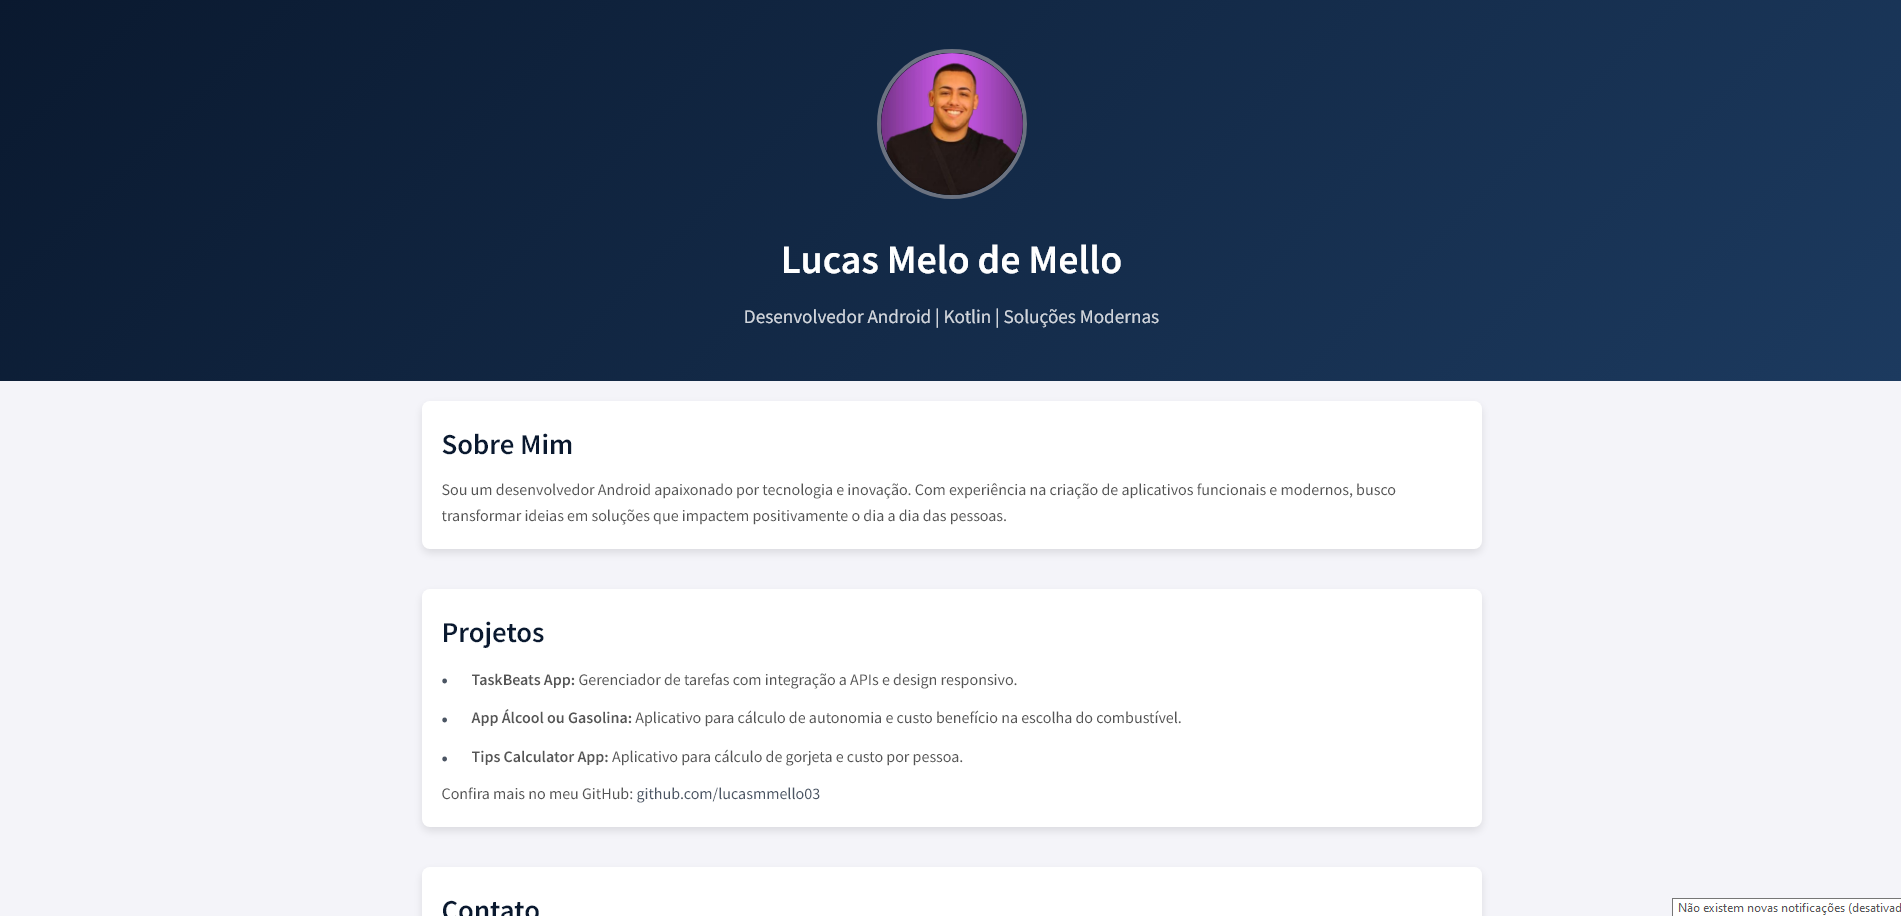 Lucas Melo de Mello
Desenvolvedor Android | Kotlin | Soluções Modernas
Sobre Mim
Sou um desenvolvedor Android apaixonado por tecnologia e inovação. Com experiência na criação de aplicativos funcionais e modernos, busco
transformar ideias em soluções que impactem positivamente o dia a dia das pessoas.
Projetos
• TaskBeats App: Gerenciador de tarefas com integração a APIs e design responsivo.
• App Álcool ou Gasolina: Aplicativo para cálculo de autonomia e custo benefício na escolha do combustível.
• Tips Calculator App: Aplicativo para cálculo de gorjeta e custo por pessoa.
Confira mais no meu GitHub: github.com/lucasmmello03
Contato
Não existem novas notificações (desativad